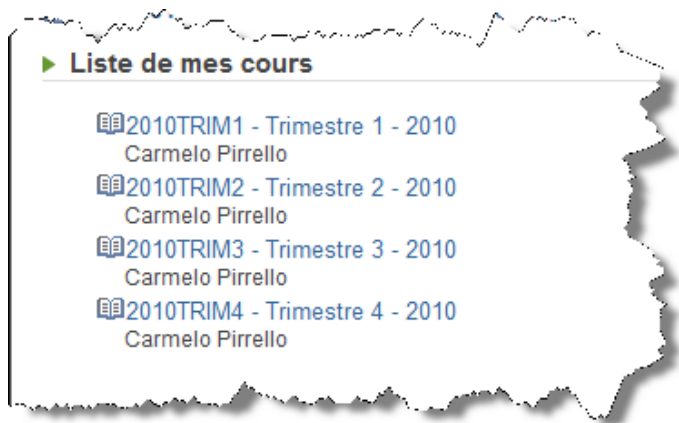 Liste de mes cours
2010TRIM1 - Trimestre 1 - 2010
Carmelo Pirrello
2010TRIM2 - Trimestre 2 - 2010
Carmelo Pirrello
2010TRIM3 - Trimestre 3 - 2010
Carmelo Pirrello
2010TRIM4 - Trimestre 4 - 2010
Carmelo Pirrello